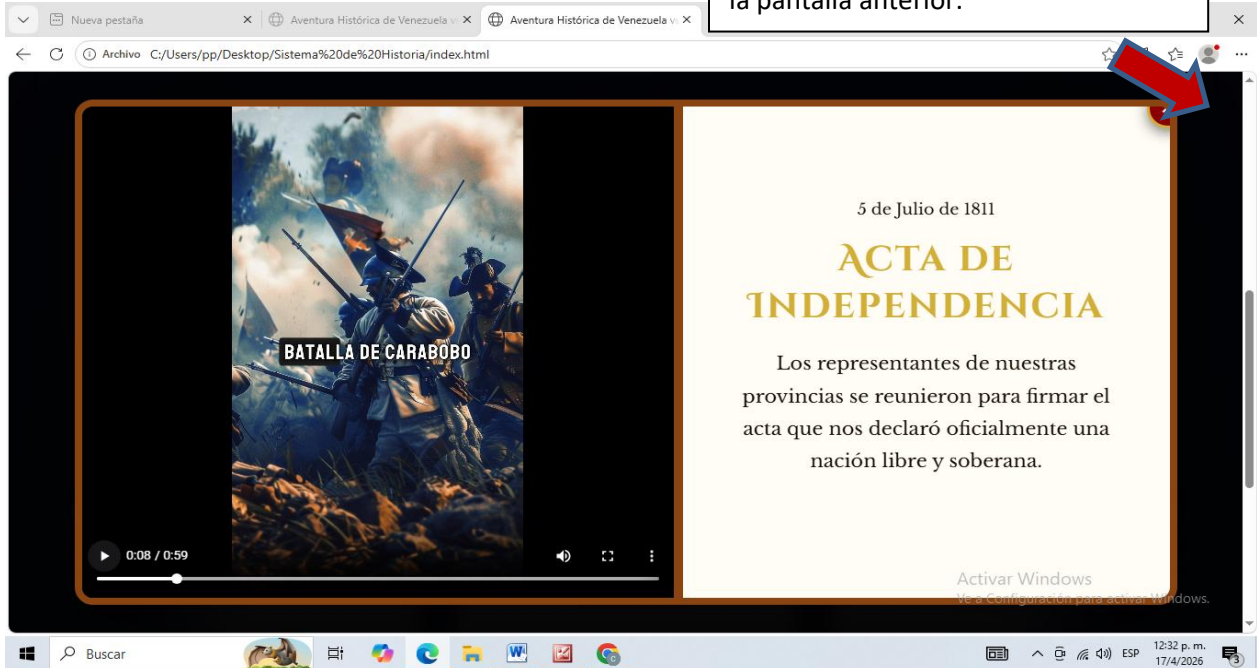 la pantalla anterior.
Nueva pestaña
Aventura Histórica de Venezuela v
Aventura Histórica de Venezuela v
Archivo C:/Users/pp/Desktop/Sistema%20de%20Historia/index.html
5 de Julio de 1811
ACTA DE
INDEPENDENCIA
Los representantes de nuestras
provincias se reunieron para firmar el
acta que nos declaró oficialmente una
nación libre y soberana.
BATALLA DE CARABOBO
0:08 / 0:59
Activar Windows
Ve a Configuración para activar Windows.
Buscar
ESP
12:32 p. m.
17/4/2026
3